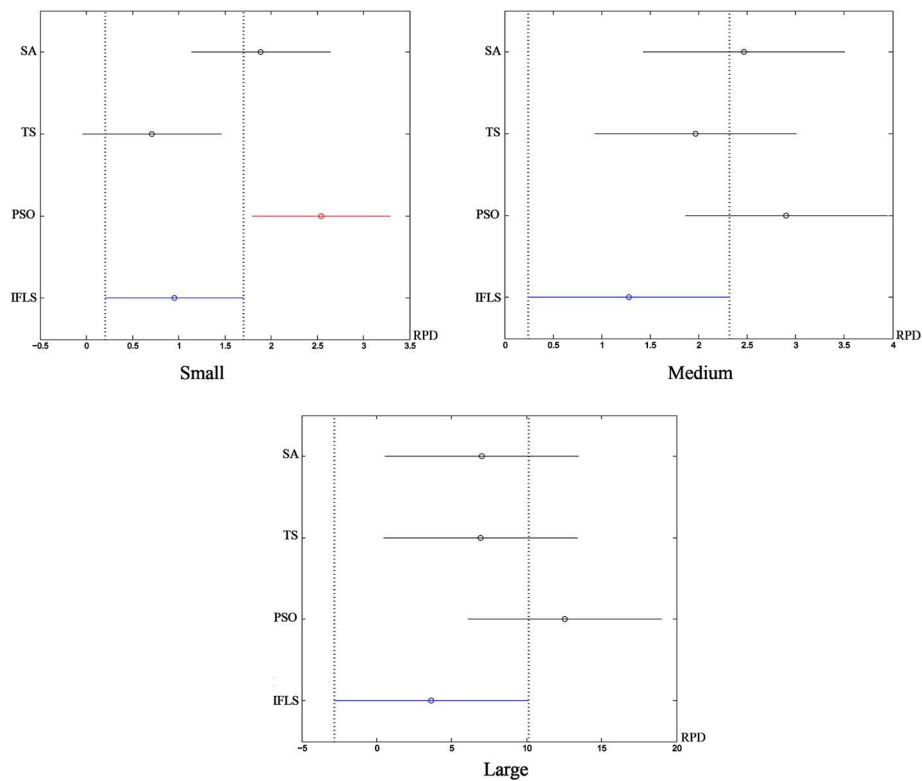 SA
TS
PSO
IFLS
−0.5 0 0.5 1 1.5 2 2.5 3 3.5
RPD
Small
SA
TS
PSO
IFLS
0 0.5 1 1.5 2 2.5 3 3.5 4
RPD
Medium
SA
TS
PSO
IFLS
−5 0 5 10 15 20
RPD
Large